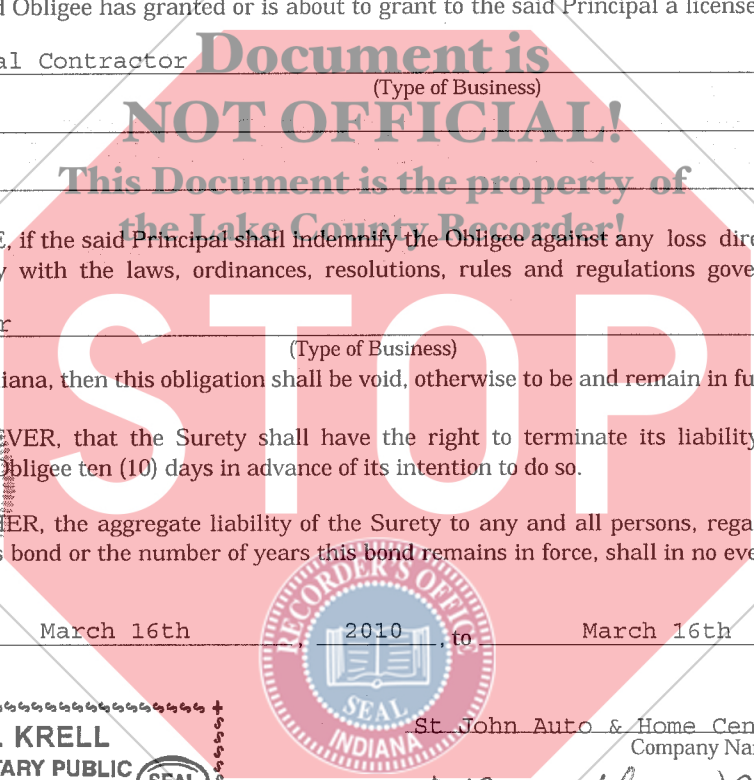 Obligee has granted or is about to grant to the said Principal a license
al Contractor Document is
(Type of Business)
NOT OFFICIAL!
This Document is the property of
the Lake County Recorder!
E, if the said Principal shall indemnify the Obligee against any loss dire
y with the laws, ordinances, resolutions, rules and regulations gove
r
(Type of Business)
STOP
iana, then this obligation shall be void, otherwise to be and remain in fu
EVER, that the Surety shall have the right to terminate its liability
Obligee ten (10) days in advance of its intention to do so.
HER, the aggregate liability of the Surety to any and all persons, rega
s bond or the number of years this bond remains in force, shall in no eve
RECORDER'S OFFICE
March 16th , 2010 , to March 16th
SEAL
INDIANA
St John Auto & Home Cen
Company Na
. KRELL
TARY PUBLIC
SEAL